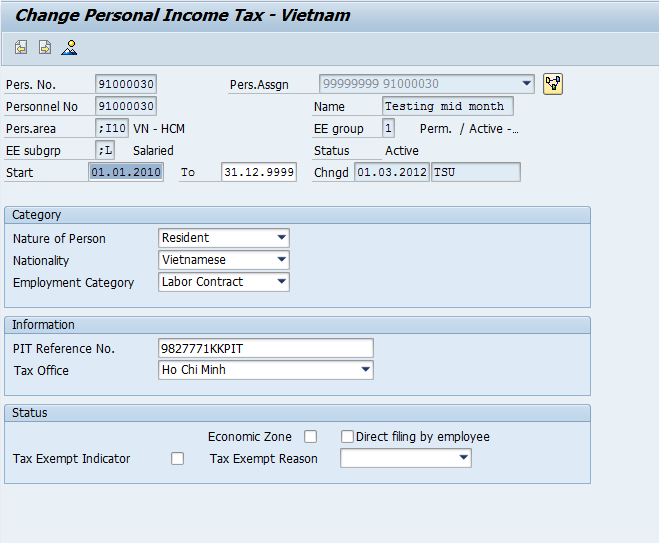 Change Personal Income Tax - Vietnam
Pers. No. 91000030 Pers.Assgn 99999999 91000030
Personnel No 91000030 Name Testing mid month
Pers.area ;I10 VN - HCM EE group 1 Perm. / Active -...
EE subgrp ;L Salaried Status Active
Start 01.01.2010 To 31.12.9999 Chngd 01.03.2012 TSU
Category
Nature of Person Resident
Nationality Vietnamese
Employment Category Labor Contract
Information
PIT Reference No. 9827771KKPIT
Tax Office Ho Chi Minh
Status
Economic Zone Direct filing by employee
Tax Exempt Indicator Tax Exempt Reason